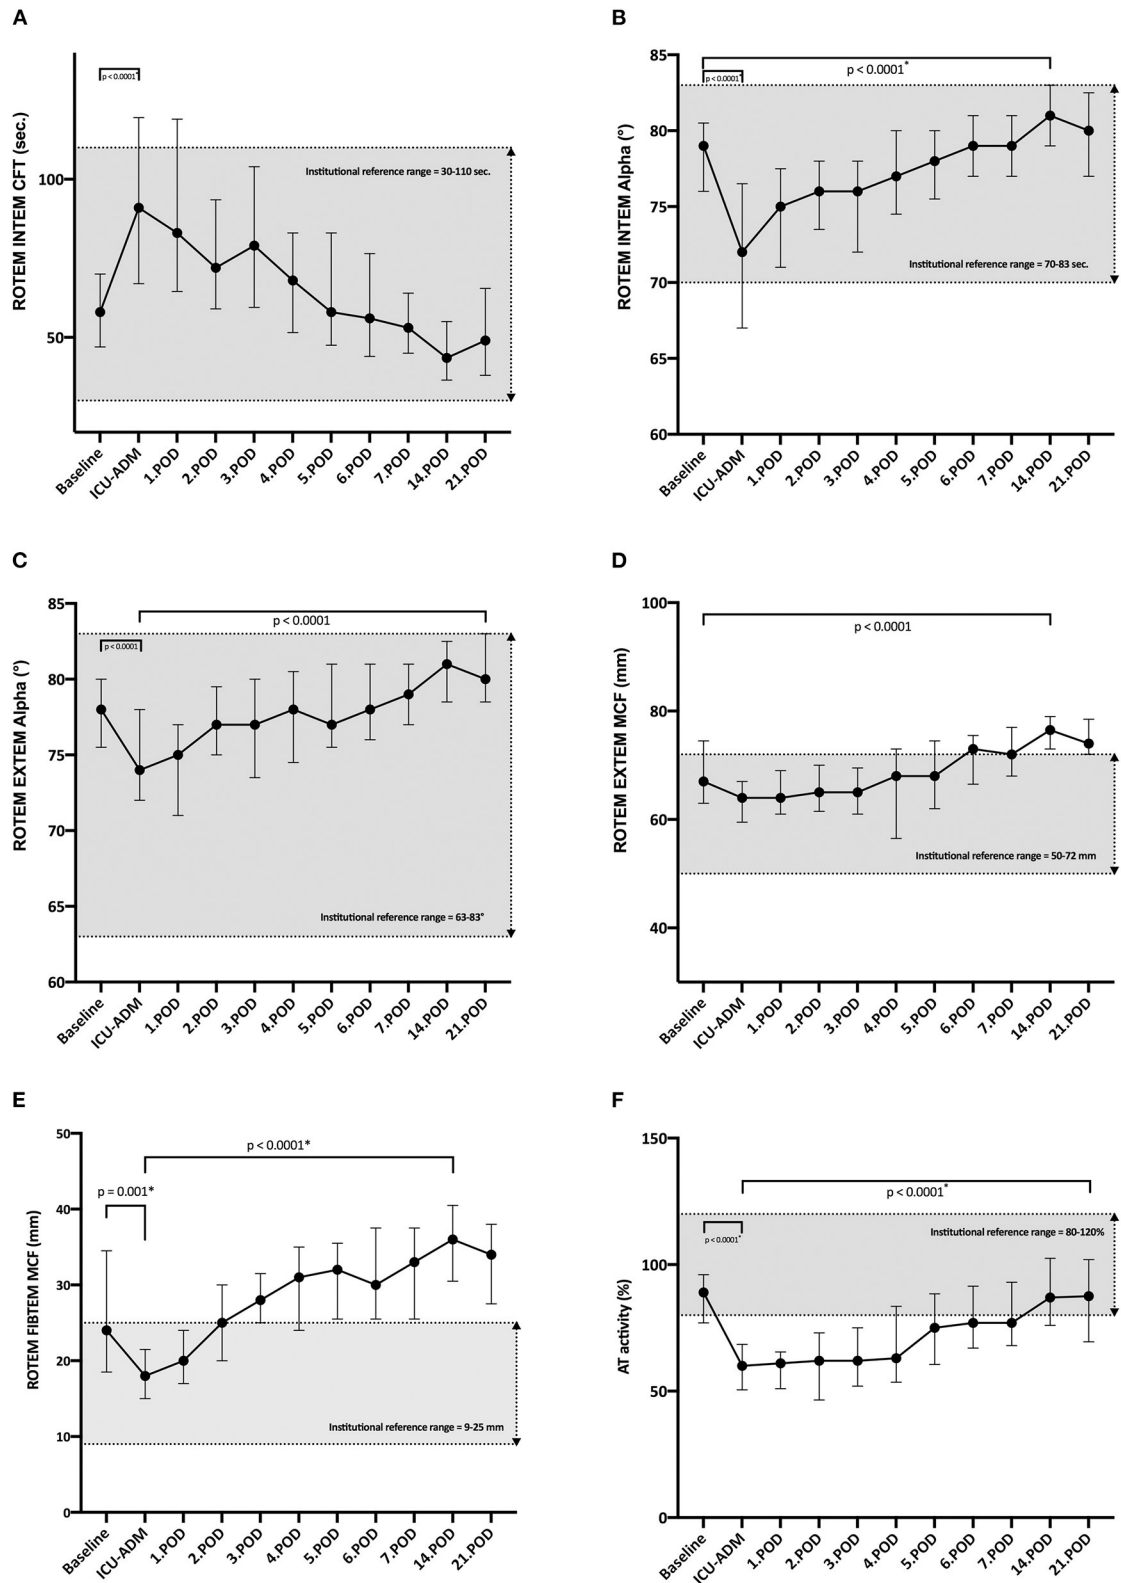 A
ROTEM INTEM CFT (sec.)
p < 0.0001*
Institutional reference range = 30-110 sec.
100
50
Baseline
ICU-ADM
1.POD
2.POD
3.POD
4.POD
5.POD
6.POD
7.POD
14.POD
21.POD
B
ROTEM INTEM Alpha (°)
85
80
75
70
65
60
p < 0.0001*
p < 0.0001*
Institutional reference range = 70-83 sec.
Baseline
ICU-ADM
1.POD
2.POD
3.POD
4.POD
5.POD
6.POD
7.POD
14.POD
21.POD
C
ROTEM EXTEM Alpha (°)
85
80
75
70
65
60
p < 0.0001
p < 0.0001
Institutional reference range = 63-83°
Baseline
ICU-ADM
1.POD
2.POD
3.POD
4.POD
5.POD
6.POD
7.POD
14.POD
21.POD
D
ROTEM EXTEM MCF (mm)
100
80
60
40
p < 0.0001
Institutional reference range = 50-72 mm
Baseline
ICU-ADM
1.POD
2.POD
3.POD
4.POD
5.POD
6.POD
7.POD
14.POD
21.POD
E
ROTEM FIBTEM MCF (mm)
50
40
30
20
10
0
p < 0.0001*
p = 0.001*
Institutional reference range = 9-25 mm
Baseline
ICU-ADM
1.POD
2.POD
3.POD
4.POD
5.POD
6.POD
7.POD
14.POD
21.POD
F
AT activity (%)
150
100
50
0
p < 0.0001*
p < 0.0001*
Institutional reference range = 80-120%
Baseline
ICU-ADM
1.POD
2.POD
3.POD
4.POD
5.POD
6.POD
7.POD
14.POD
21.POD